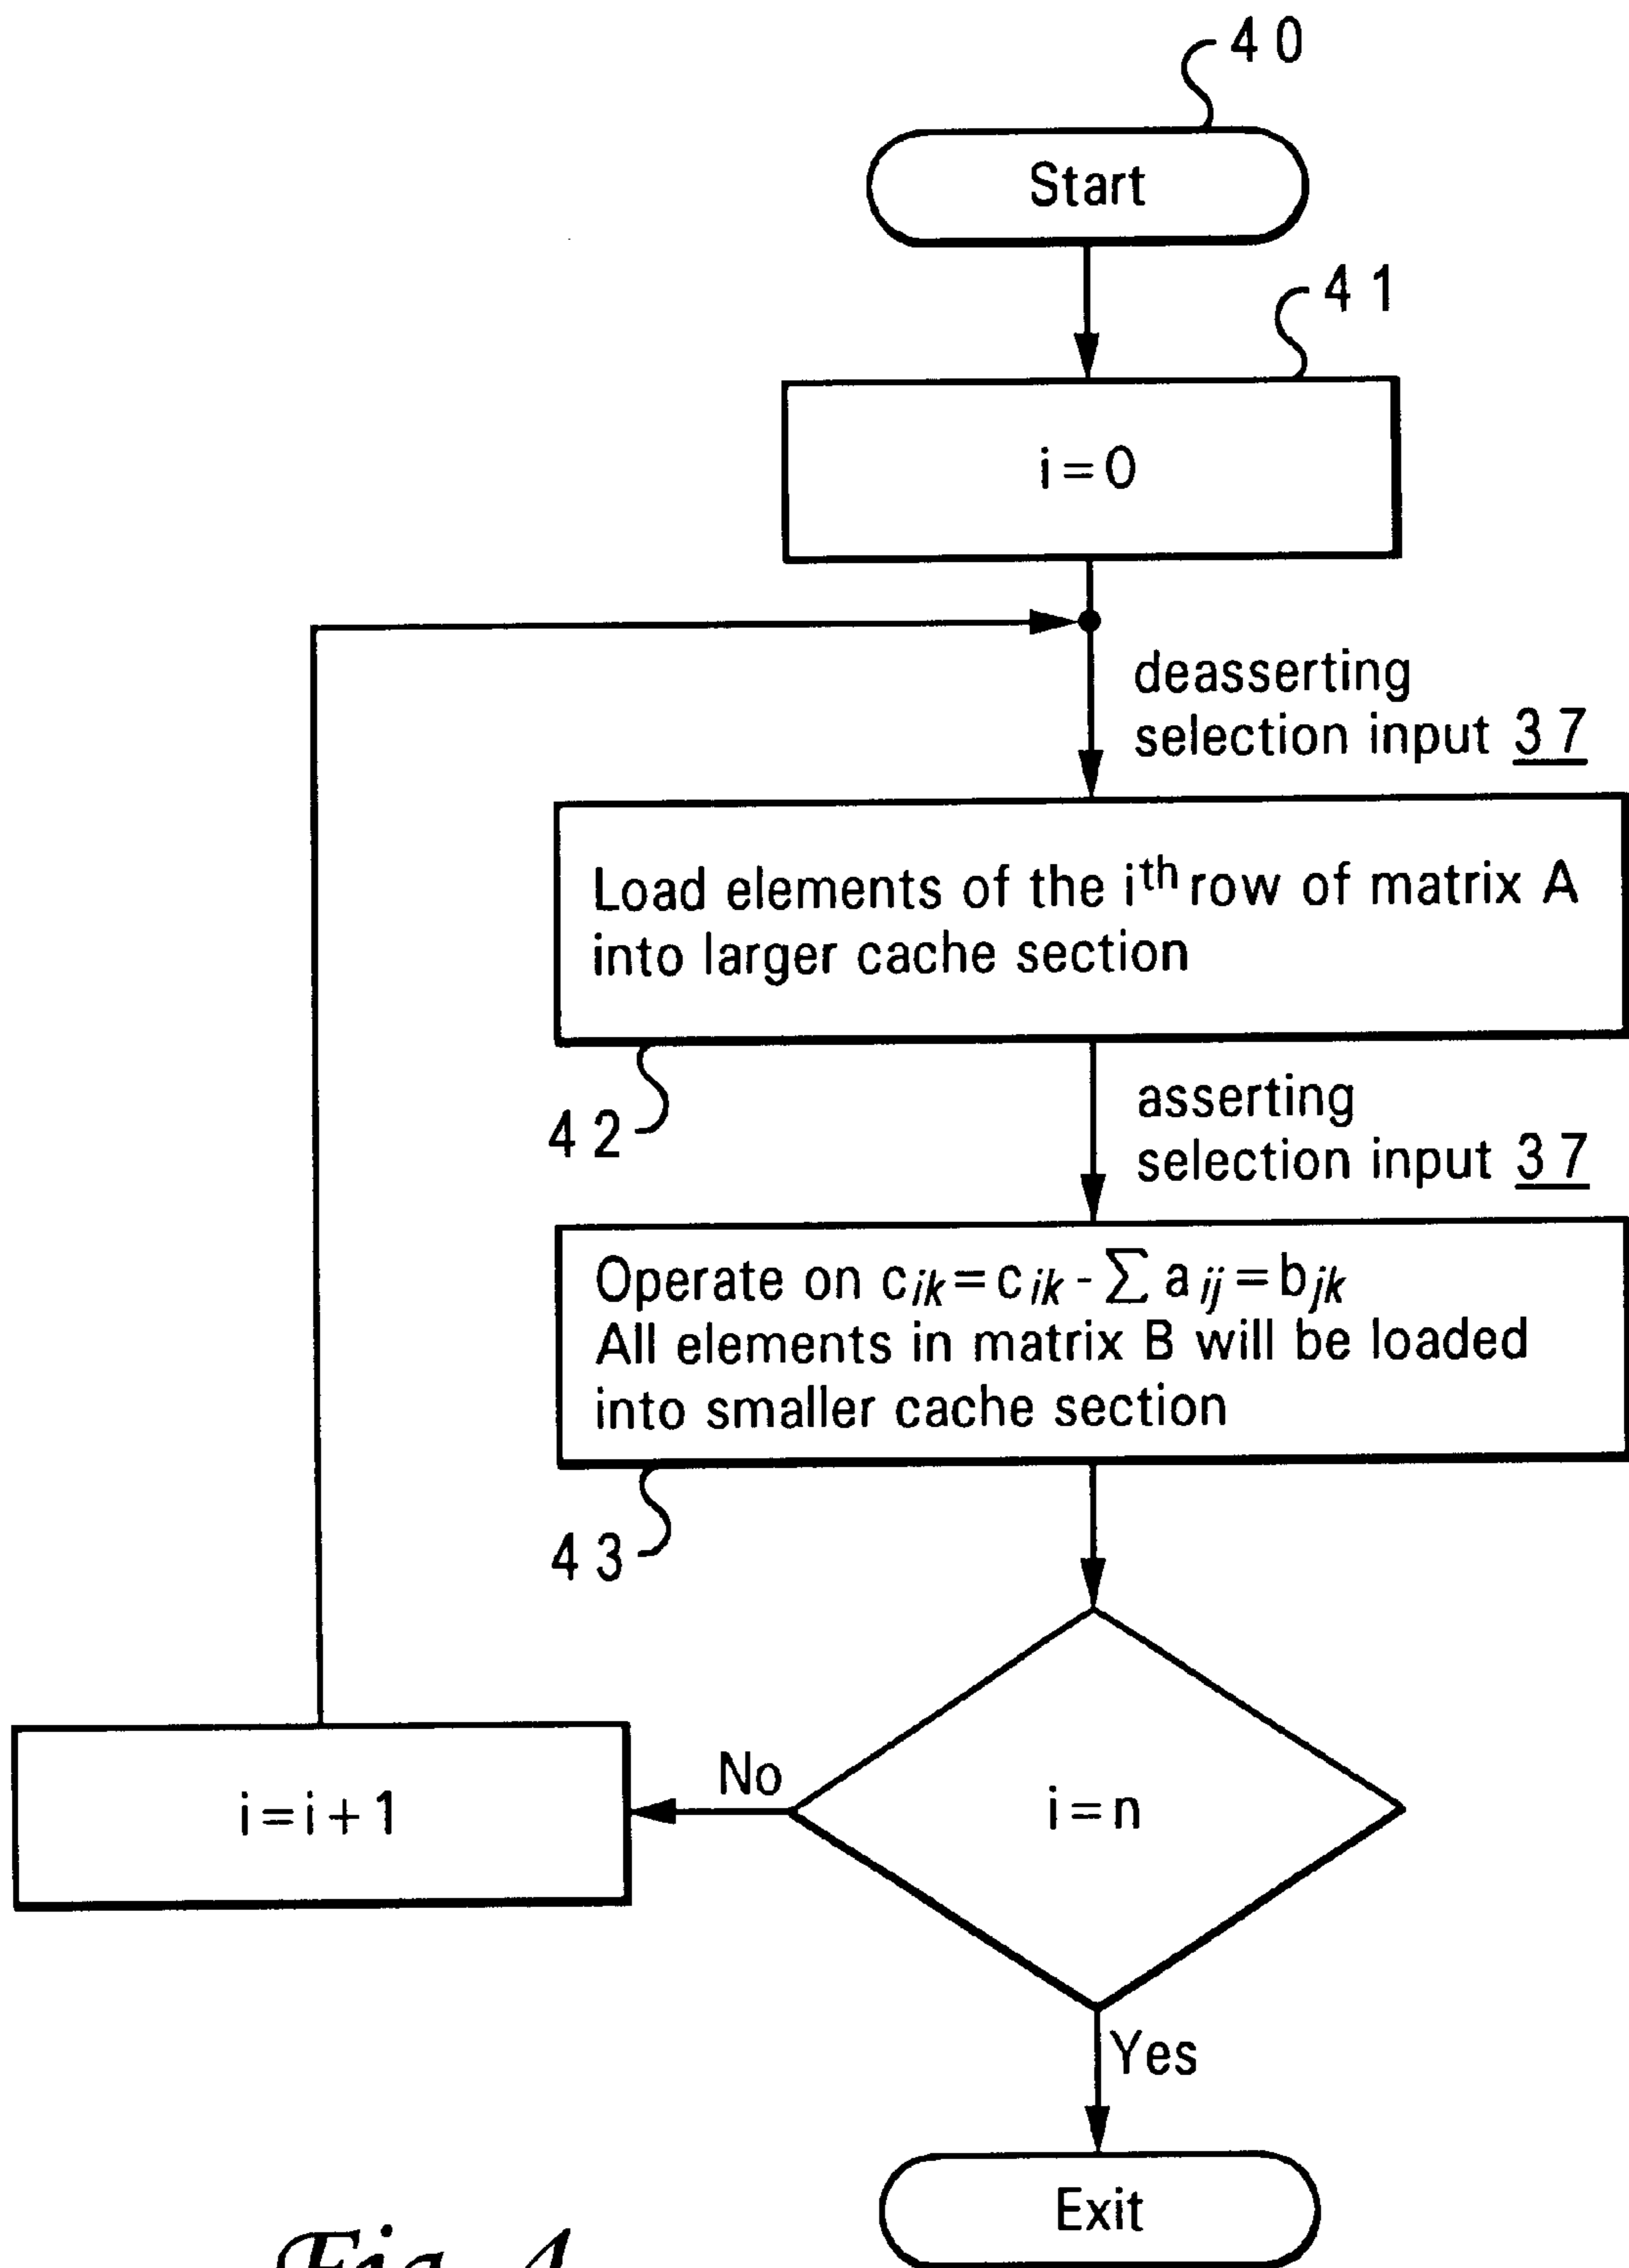 40
Start
41
i=0
deasserting
selection input 37
Load elements of the iᵗʰ row of matrix A
into larger cache section
42
asserting
selection input 37
Operate on cᵢₖ=cᵢₖ-∑ aᵢⱼ=bⱼₖ
All elements in matrix B will be loaded
into smaller cache section
43
No
i=i+1
i=n
Yes
Exit
Fig. 4